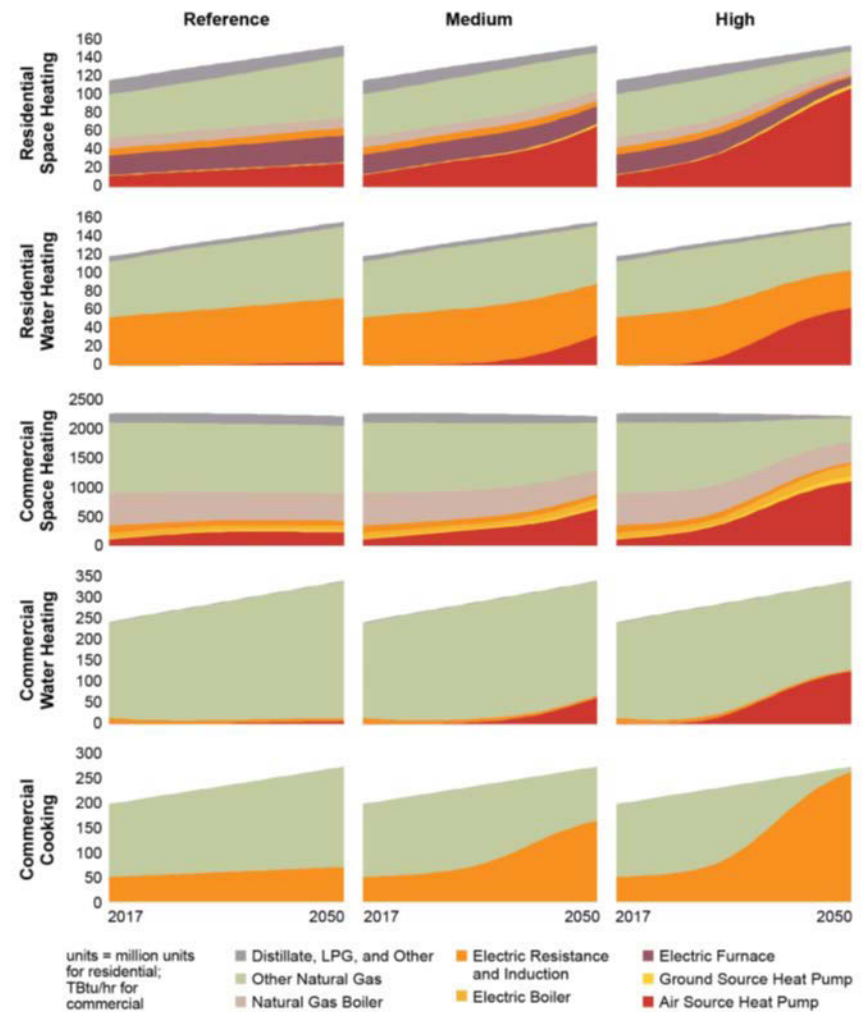 Reference Medium High
Residential
Space Heating
160
140
120
100
80
60
40
20
0
Residential
Water Heating
160
140
120
100
80
60
40
20
0
Commercial
Space Heating
2500
2000
1500
1000
500
0
Commercial
Water Heating
350
300
250
200
150
100
50
0
Commercial
Cooking
300
250
200
150
100
50
0
2017 2050 2017 2050 2017 2050
units = million units
for residential;
TBtu/hr for
commercial
Distillate, LPG, and Other
Other Natural Gas
Natural Gas Boiler
Electric Resistance
and Induction
Electric Boiler
Electric Furnace
Ground Source Heat Pump
Air Source Heat Pump